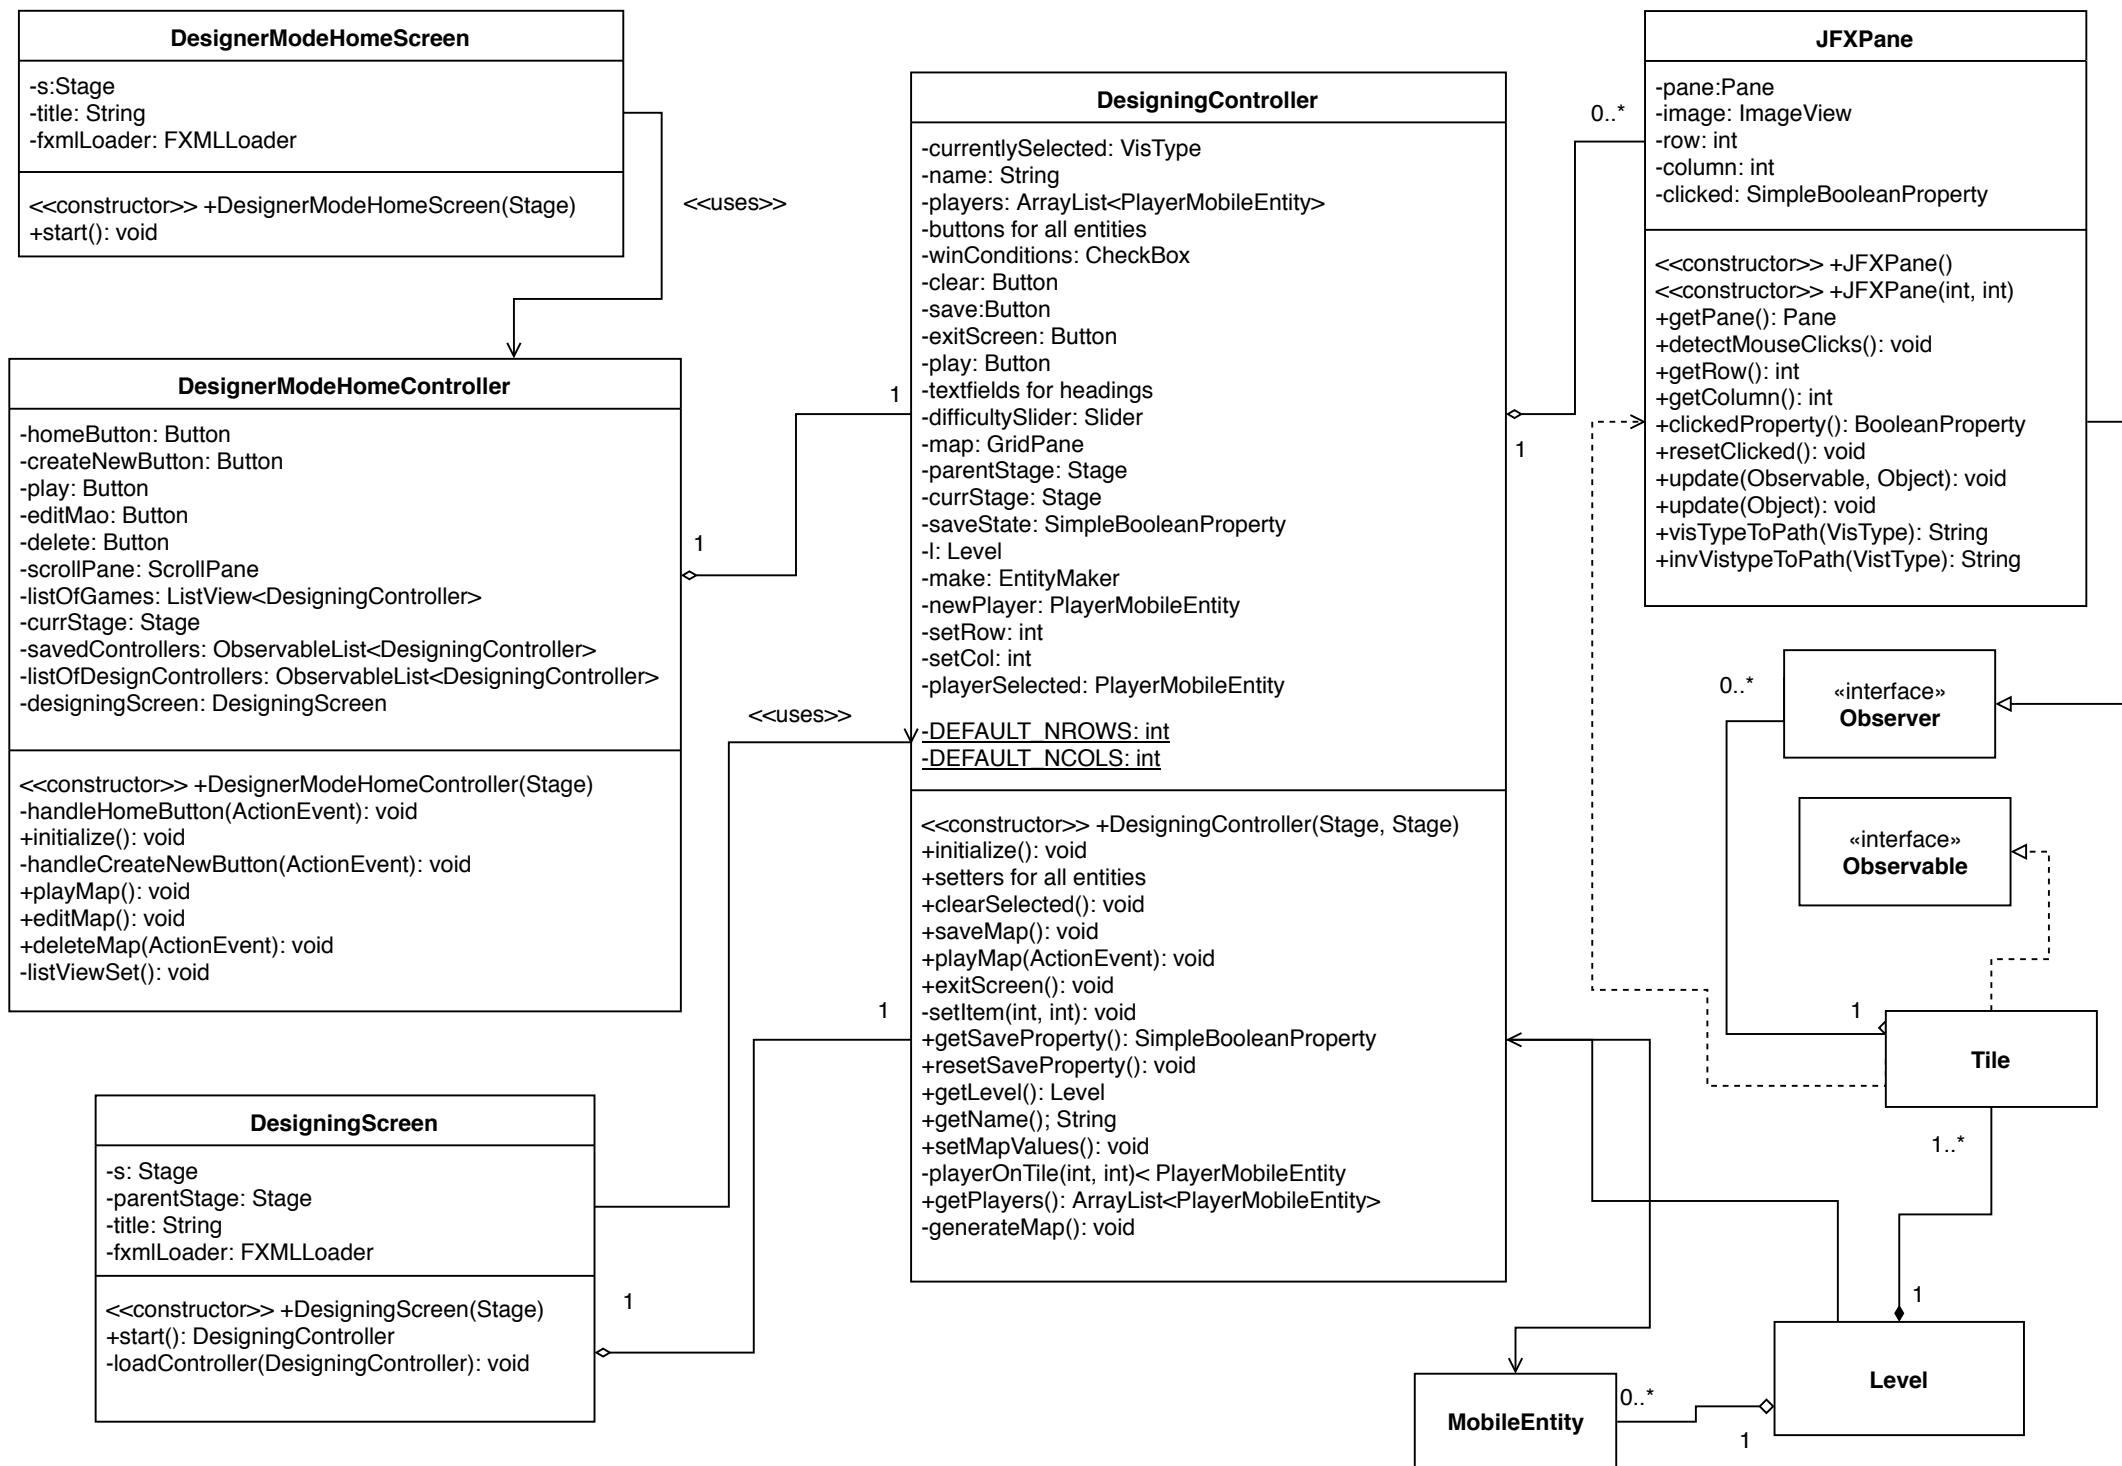 DesignerModeHomeScreen
-s:Stage
-title: String
-fxmlLoader: FXMLLoader
<<constructor>> +DesignerModeHomeScreen(Stage)
+start(): void
<<uses>>
DesignerModeHomeController
-homeButton: Button
-createNewButton: Button
-play: Button
-editMao: Button
-delete: Button
-scrollPane: ScrollPane
-listOfGames: ListView<DesigningController>
-currStage: Stage
-savedControllers: ObservableList<DesigningController>
-listOfDesignControllers: ObservableList<DesigningController>
-designingScreen: DesigningScreen
<<constructor>> +DesignerModeHomeController(Stage)
-handleHomeButton(ActionEvent): void
+initialize(): void
-handleCreateNewButton(ActionEvent): void
+playMap(): void
+editMap(): void
+deleteMap(ActionEvent): void
-listViewSet(): void
1
1
<<uses>>
1
DesigningScreen
-s: Stage
-parentStage: Stage
-title: String
-fxmlLoader: FXMLLoader
<<constructor>> +DesigningScreen(Stage)
+start(): DesigningController
-loadController(DesigningController): void
1
DesigningController
-currentlySelected: VisType
-name: String
-players: ArrayList<PlayerMobileEntity>
-buttons for all entities
-winConditions: CheckBox
-clear: Button
-save:Button
-exitScreen: Button
-play: Button
-textfields for headings
-difficultySlider: Slider
-map: GridPane
-parentStage: Stage
-currStage: Stage
-saveState: SimpleBooleanProperty
-l: Level
-make: EntityMaker
-newPlayer: PlayerMobileEntity
-setRow: int
-setCol: int
-playerSelected: PlayerMobileEntity
-DEFAULT_NROWS: int
-DEFAULT_NCOLS: int
<<constructor>> +DesigningController(Stage, Stage)
+initialize(): void
+setters for all entities
+clearSelected(): void
+saveMap(): void
+playMap(ActionEvent): void
+exitScreen(): void
-setItem(int, int): void
+getSaveProperty(): SimpleBooleanProperty
+resetSaveProperty(): void
+getLevel(): Level
+getName(); String
+setMapValues(): void
-playerOnTile(int, int)< PlayerMobileEntity
+getPlayers(): ArrayList<PlayerMobileEntity>
-generateMap(): void
0..*
1
JFXPane
-pane:Pane
-image: ImageView
-row: int
-column: int
-clicked: SimpleBooleanProperty
<<constructor>> +JFXPane()
<<constructor>> +JFXPane(int, int)
+getPane(): Pane
+detectMouseClicks(): void
+getRow(): int
+getColumn(): int
+clickedProperty(): BooleanProperty
+resetClicked(): void
+update(Observable, Object): void
+update(Object): void
+visTypeToPath(VisType): String
+invVistypeToPath(VistType): String
0..*
«interface»
Observer
«interface»
Observable
1
Tile
1..*
1
Level
MobileEntity
0..*
1